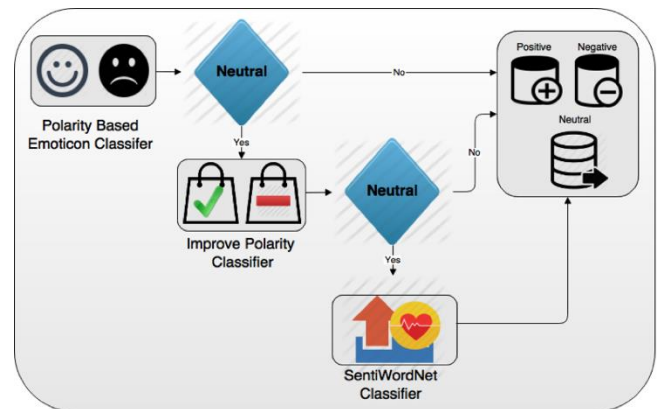 Positive
Negative
Neutral
No
Polarity Based
Emoticon Classifer
Yes
Neutral
Neutral
No
Improve Polarity
Classifier
Yes
SentiWordNet
Classifier